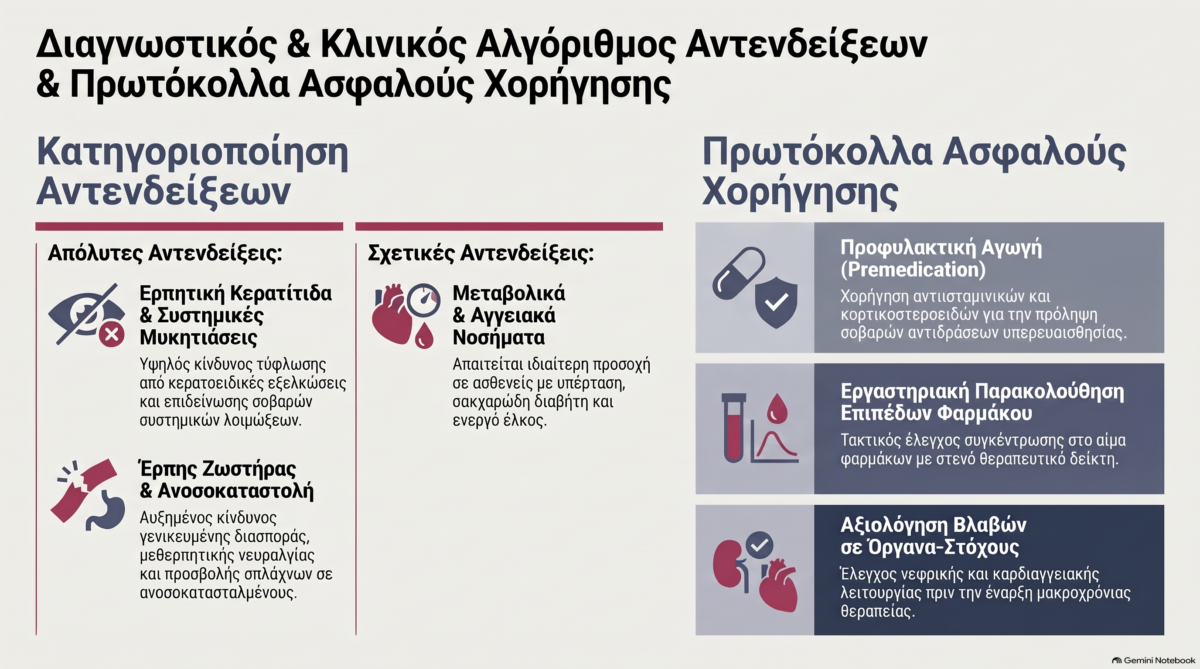 Διαγνωστικός & Κλινικός Αλγόριθμος Αντενδείξεων
& Πρωτόκολλα Ασφαλούς Χορήγησης
Κατηγοριοποίηση
Αντενδείξεων
Απόλυτες Αντενδείξεις:
Ερπητική Κερατίτιδα
& Συστημικές
Μυκητιάσεις
Υψηλός κίνδυνος τύφλωσης
από κερατοειδικές εξελκώσεις
και επιδείνωσης σοβαρών
συστημικών λοιμώξεων.
Έρπης Ζωστήρας
& Ανοσοκαταστολή
Αυξημένος κίνδυνος
γενικευμένης διασποράς,
μεθερπητικής νευραλγίας
και προσβολής σπλάχνων σε
ανοσοκατασταλμένους.
Σχετικές Αντενδείξεις:
Μεταβολικά
& Αγγειακά
Νοσήματα
Απαιτείται ιδιαίτερη προσοχή
σε ασθενείς με υπέρταση,
σακχαρώδη διαβήτη και
ενεργό έλκος.
Πρωτόκολλα Ασφαλούς
Χορήγησης
Προφυλακτική Αγωγή
(Premedication)
Χορήγηση αντιισταμινικών και
κορτικοστεροειδών για την πρόληψη
σοβαρών αντιδράσεων υπερευαισθησίας.
Εργαστηριακή Παρακολούθηση
Επιπέδων Φαρμάκου
Τακτικός έλεγχος συγκέντρωσης στο αίμα
φαρμάκων με στενό θεραπευτικό δείκτη.
Αξιολόγηση Βλαβών
σε Όργανα-Στόχους
Έλεγχος νεφρικής και καρδιαγγειακής
λειτουργίας πριν την έναρξη μακροχρόνιας
θεραπείας.
Gemini Notebook